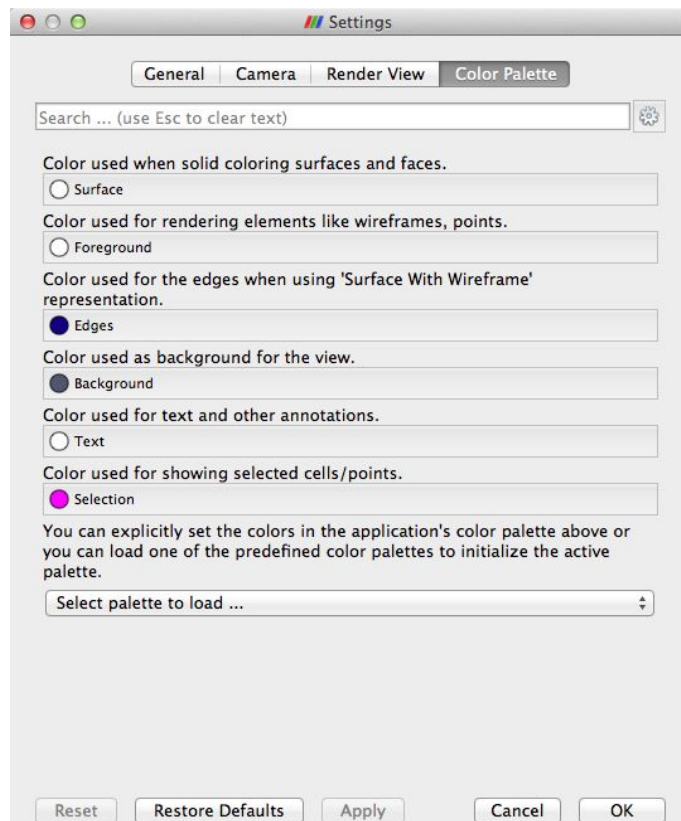 Settings
General Camera Render View Color Palette
Search ... (use Esc to clear text)
Color used when solid coloring surfaces and faces.
Surface
Color used for rendering elements like wireframes, points.
Foreground
Color used for the edges when using 'Surface With Wireframe'
representation.
Edges
Color used as background for the view.
Background
Color used for text and other annotations.
Text
Color used for showing selected cells/points.
Selection
You can explicitly set the colors in the application's color palette above or
you can load one of the predefined color palettes to initialize the active
palette.
Select palette to load ...
Reset Restore Defaults Apply Cancel OK